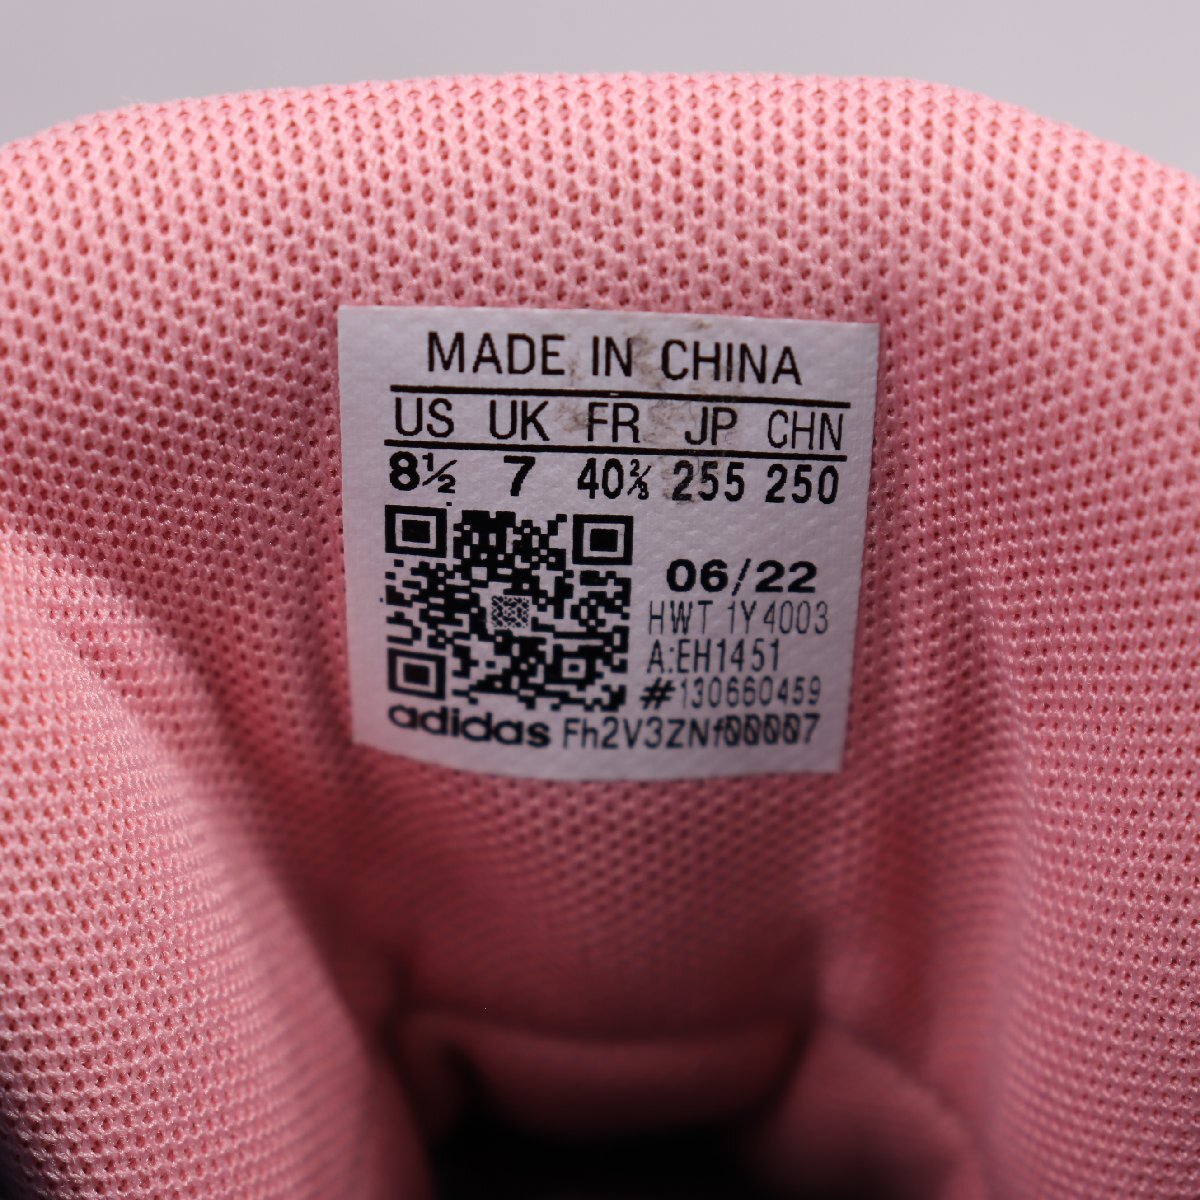 MADE IN CHINA
US UK FR JP CHN
8½ 7 40⅔ 255 250
06/22
HWT 1Y4003
A:EH1451
#130660459
adidas Fh2V3ZNf00007